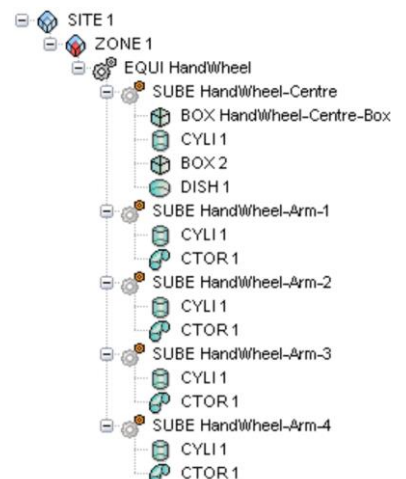 SITE 1
ZONE 1
EQUI HandWheel
SUBE HandWheel-Centre
BOX HandWheel-Centre-Box
CYLI 1
BOX 2
DISH 1
SUBE HandWheel-Arm-1
CYLI 1
CTOR 1
SUBE HandWheel-Arm-2
CYLI 1
CTOR 1
SUBE HandWheel-Arm-3
CYLI 1
CTOR 1
SUBE HandWheel-Arm-4
CYLI 1
CTOR 1